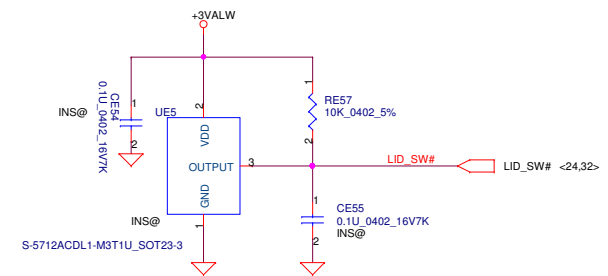 +3VALW
CE54
0.1U_0402_16V7K
INS@
1
2
UE5
2
VDD
OUTPUT
3
GND
1
INS@
S-5712ACDL1-M3T1U_SOT23-3
1
RE57
10K_0402_5%
2
LID_SW#
LID_SW# <24,32>
1
CE55
0.1U_0402_16V7K
INS@
2